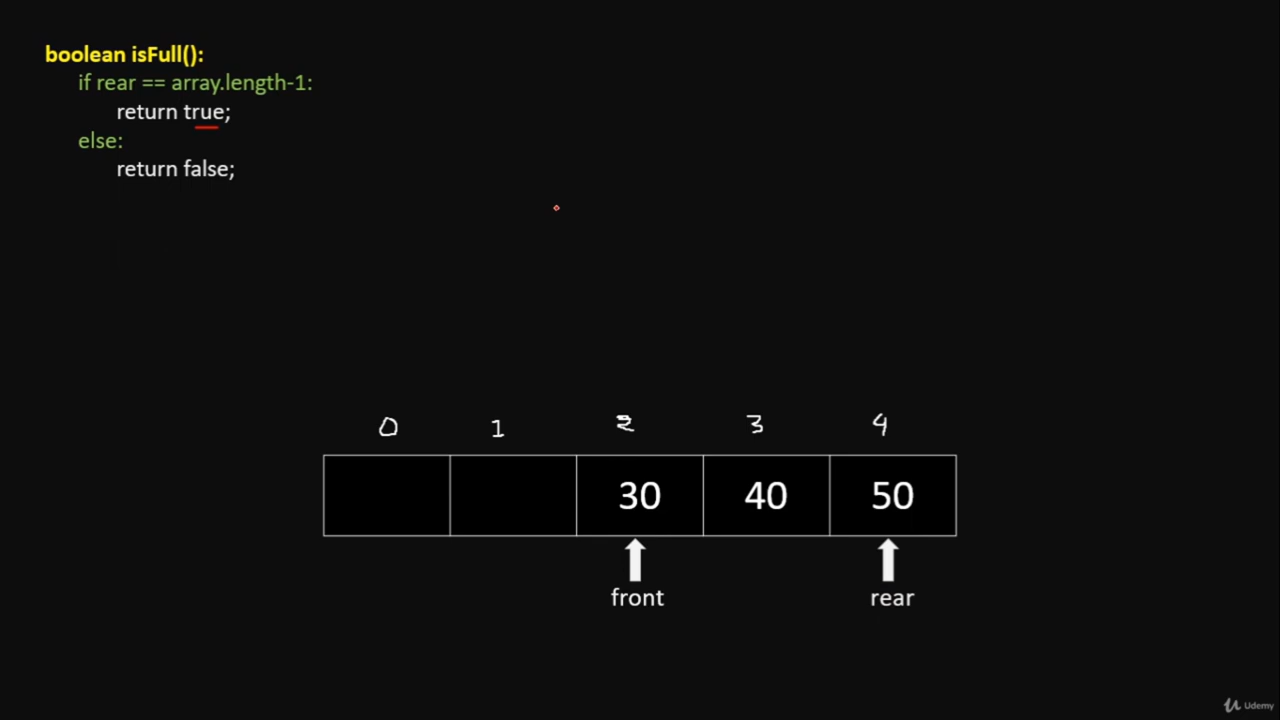 boolean isFull():
if rear == array.length-1:
return true;
else:
return false;
0 1 2 3 4
30 40 50
front rear
Udemy